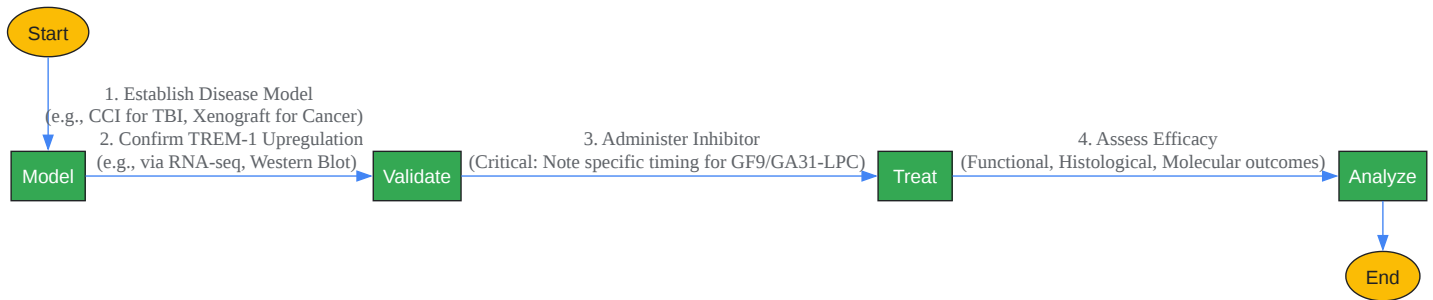 Start
1. Establish Disease Model
(e.g., CCI for TBI, Xenograft for Cancer)
2. Confirm TREM-1 Upregulation
(e.g., via RNA-seq, Western Blot)
3. Administer Inhibitor
(Critical: Note specific timing for GF9/GA31-LPC)
4. Assess Efficacy
(Functional, Histological, Molecular outcomes)
Model
Validate
Treat
Analyze
End